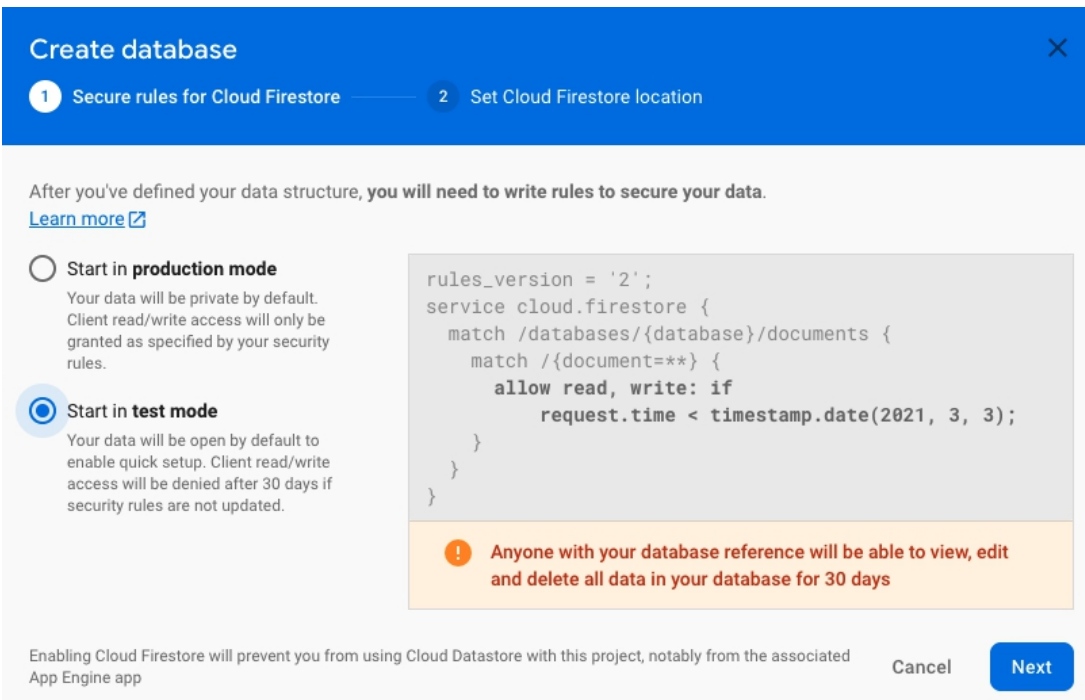 Create database
1 Secure rules for Cloud Firestore 2 Set Cloud Firestore location
After you've defined your data structure, you will need to write rules to secure your data.
Learn more
Start in production mode
Your data will be private by default.
Client read/write access will only be
granted as specified by your security
rules.
Start in test mode
Your data will be open by default to
enable quick setup. Client read/write
access will be denied after 30 days if
security rules are not updated.
rules_version = '2';
service cloud.firestore {
  match /databases/{database}/documents {
    match /{document=**} {
      allow read, write: if
          request.time < timestamp.date(2021, 3, 3);
    }
  }
}
! Anyone with your database reference will be able to view, edit
and delete all data in your database for 30 days
Enabling Cloud Firestore will prevent you from using Cloud Datastore with this project, notably from the associated
App Engine app
Cancel Next